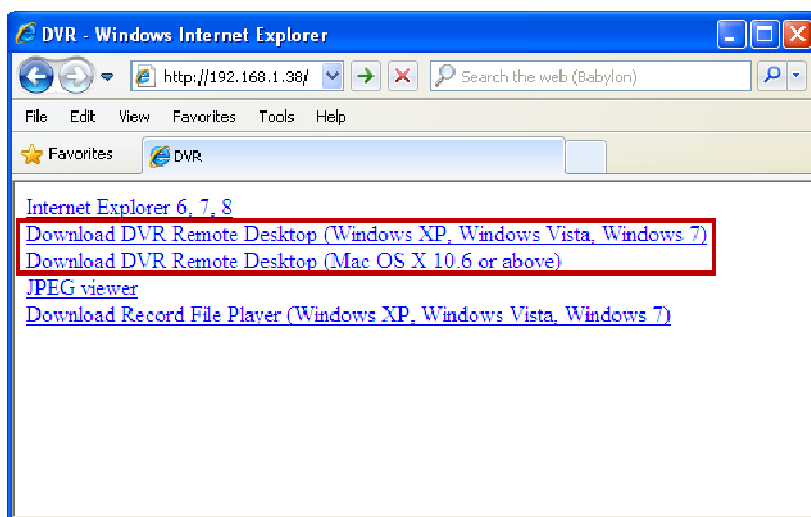 DVR - Windows Internet Explorer
http://192.168.1.38/ Search the web (Babylon)
File Edit View Favorites Tools Help
Favorites DVR
Internet Explorer 6, 7, 8
Download DVR Remote Desktop (Windows XP, Windows Vista, Windows 7)
Download DVR Remote Desktop (Mac OS X 10.6 or above)
JPEG viewer
Download Record File Player (Windows XP, Windows Vista, Windows 7)